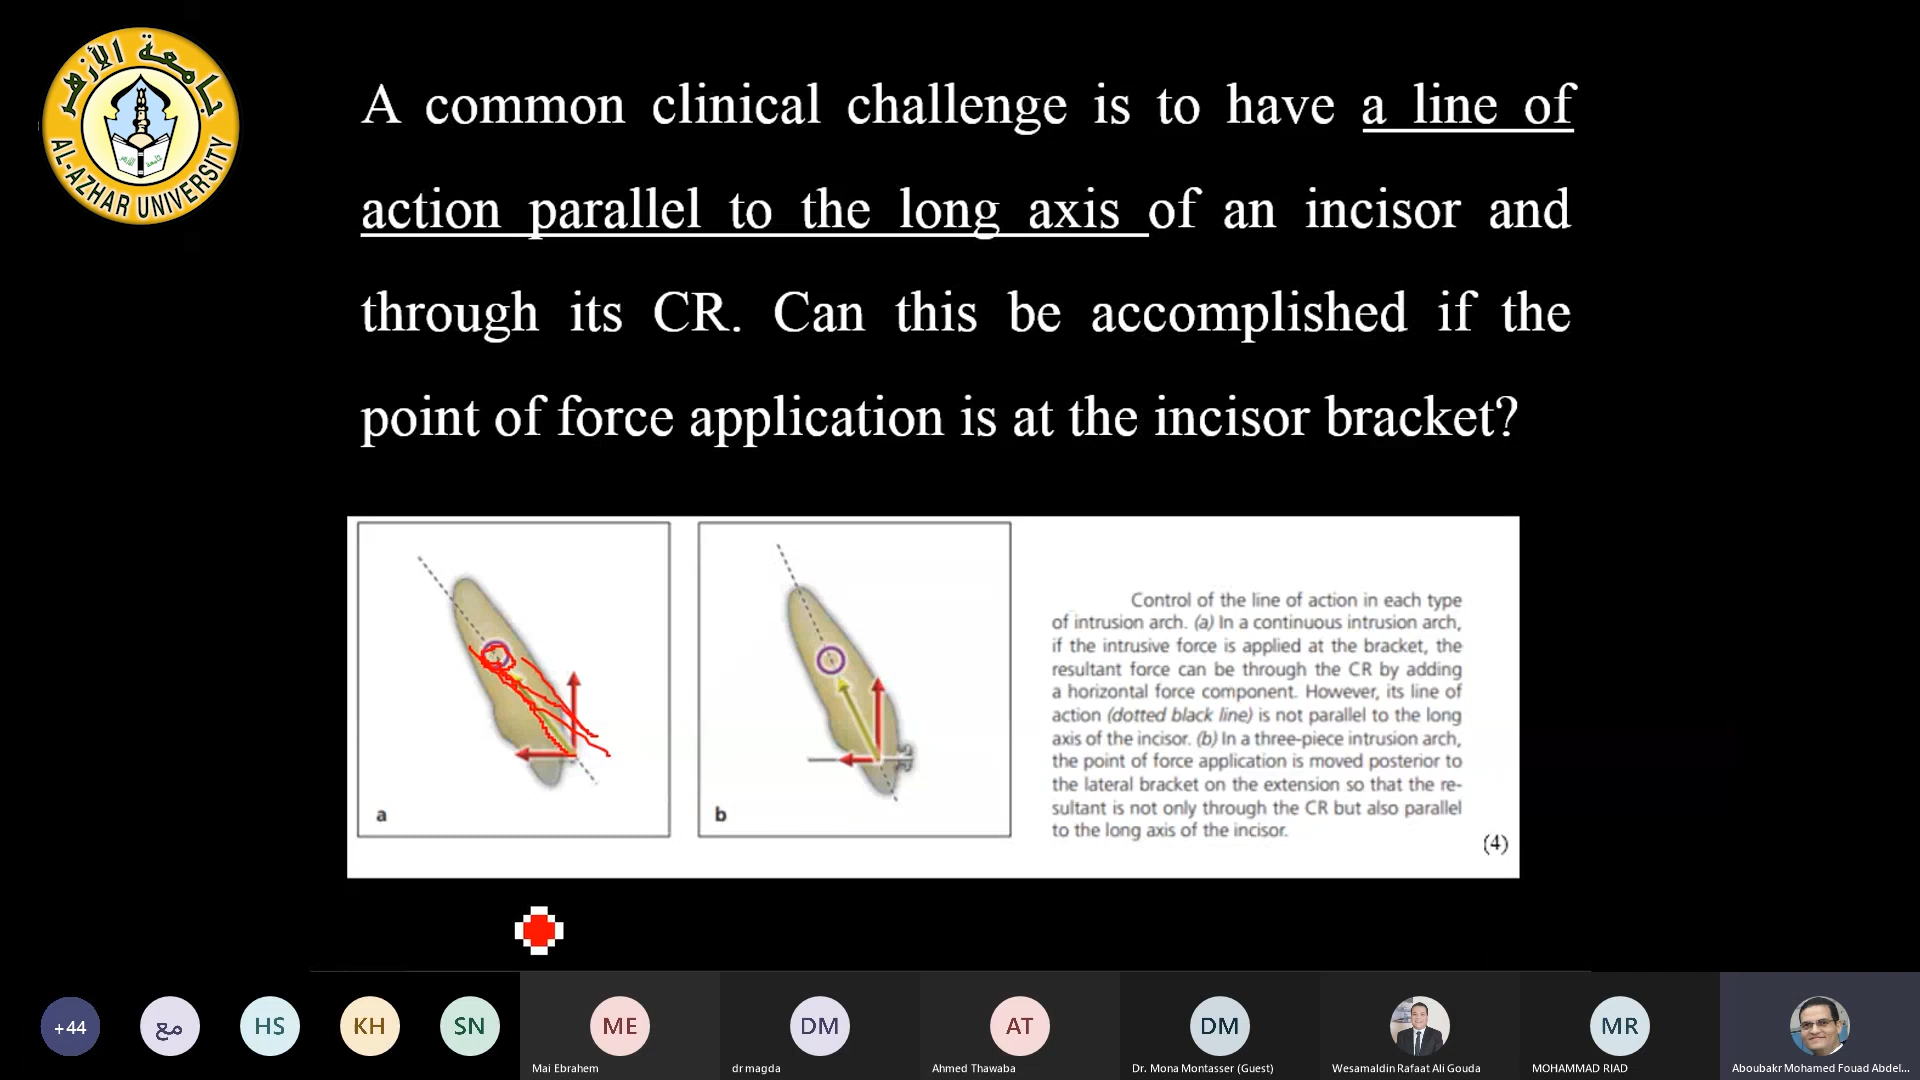 جامعة الأزهر
AL-AZHAR UNIVERSITY
A common clinical challenge is to have a line of
action parallel to the long axis of an incisor and
through its CR. Can this be accomplished if the
point of force application is at the incisor bracket?
a
b
Control of the line of action in each type
of intrusion arch. (a) In a continuous intrusion arch,
if the intrusive force is applied at the bracket, the
resultant force can be through the CR by adding
a horizontal force component. However, its line of
action (dotted black line) is not parallel to the long
axis of the incisor. (b) In a three-piece intrusion arch,
the point of force application is moved posterior to
the lateral bracket on the extension so that the re-
sultant is not only through the CR but also parallel
to the long axis of the incisor.
(4)
+44 مع HS KH SN ME DM AT DM MR
Mai Ebrahem dr magda Ahmed Thawaba Dr. Mona Montasser (Guest) Wesamaldin Rafaat Ali Gouda MOHAMMAD RIAD Aboubakr Mohamed Fouad Abdel...